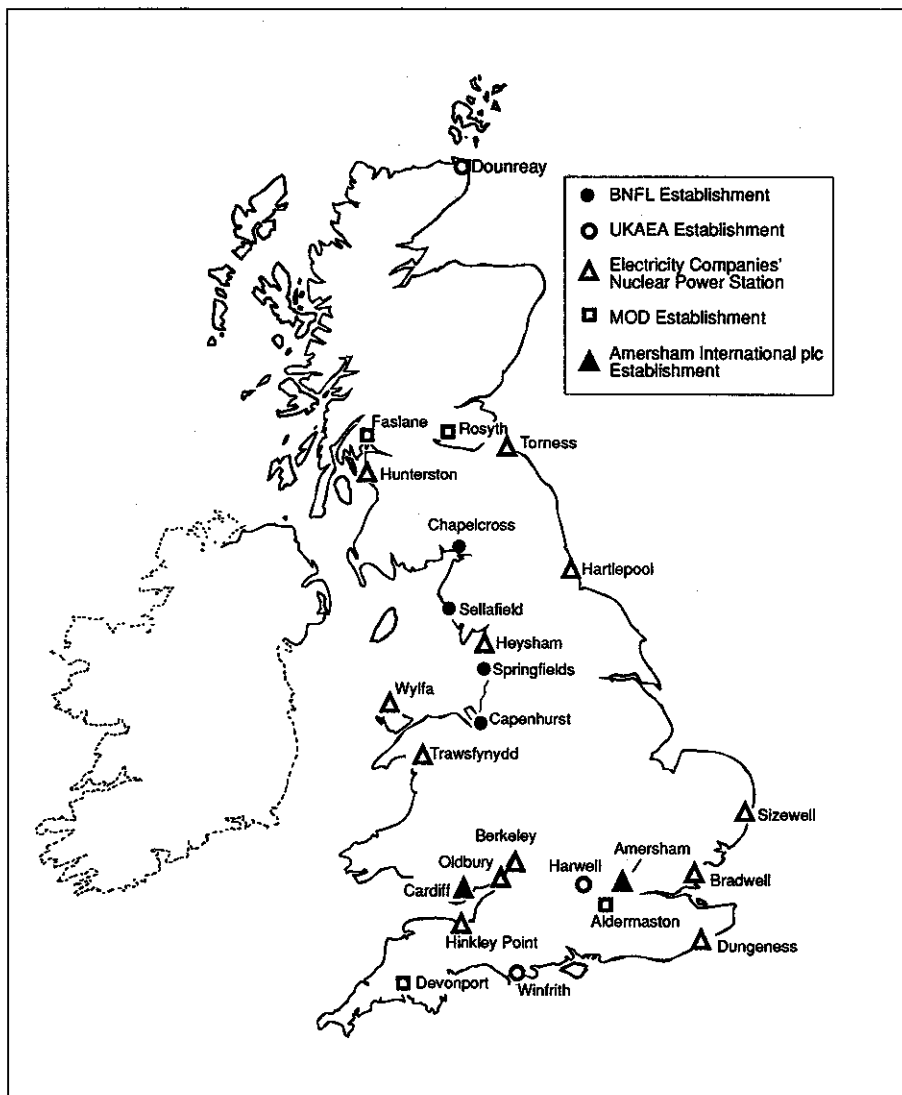 Dounreay
BNFL Establishment
UKAEA Establishment
Electricity Companies'
Nuclear Power Station
MOD Establishment
Amersham International plc
Establishment
Faslane
Rosyth
Torness
Hunterston
Chapelcross
Hartlepool
Sellafield
Heysham
Springfields
Wylfa
Capenhurst
Trawsfynydd
Sizewell
Berkeley
Amersham
Oldbury
Harwell
Bradwell
Cardiff
Aldermaston
Hinkley Point
Dungeness
Devonport
Winfrith